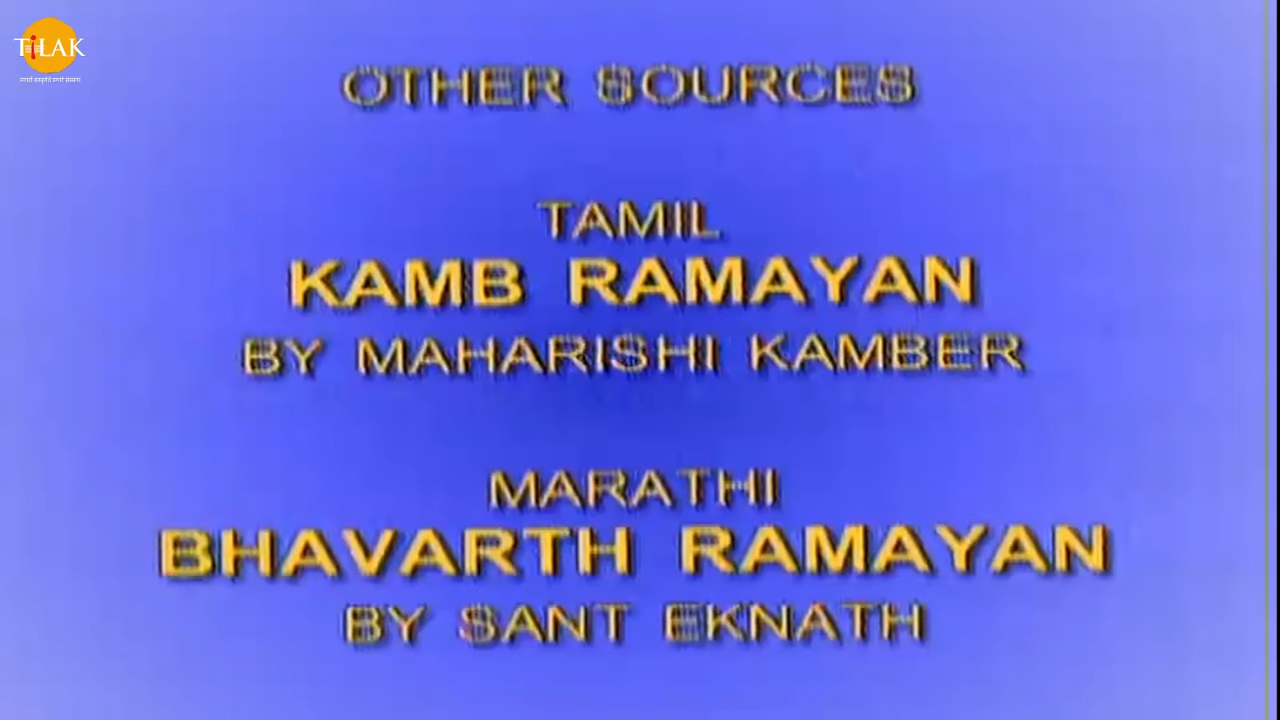 TiLAK
OTHER SOURCES
TAMIL
KAMB RAMAYAN
BY MAHARISHI KAMBER
MARATHI
BHAVARTH RAMAYAN
BY SANT EKNATH